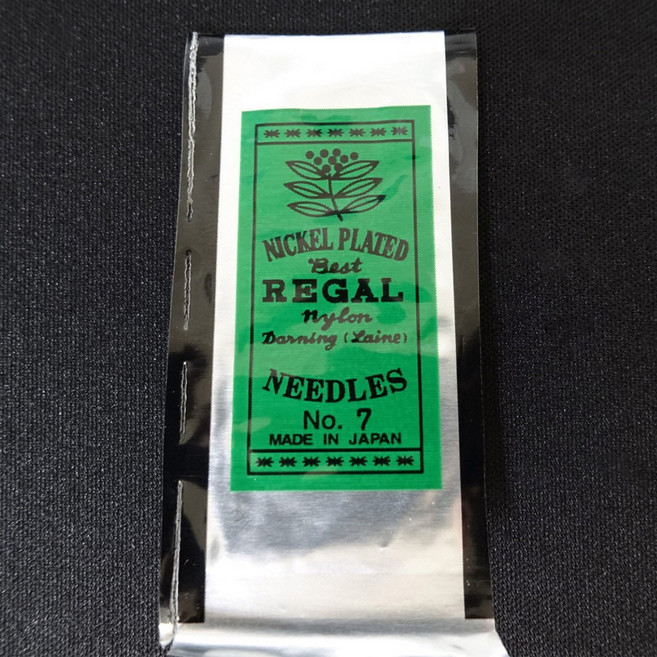 NICKEL PLATED
Best
REGAL
Nylon
Darning (Laine)
NEEDLES
No. 7
MADE IN JAPAN